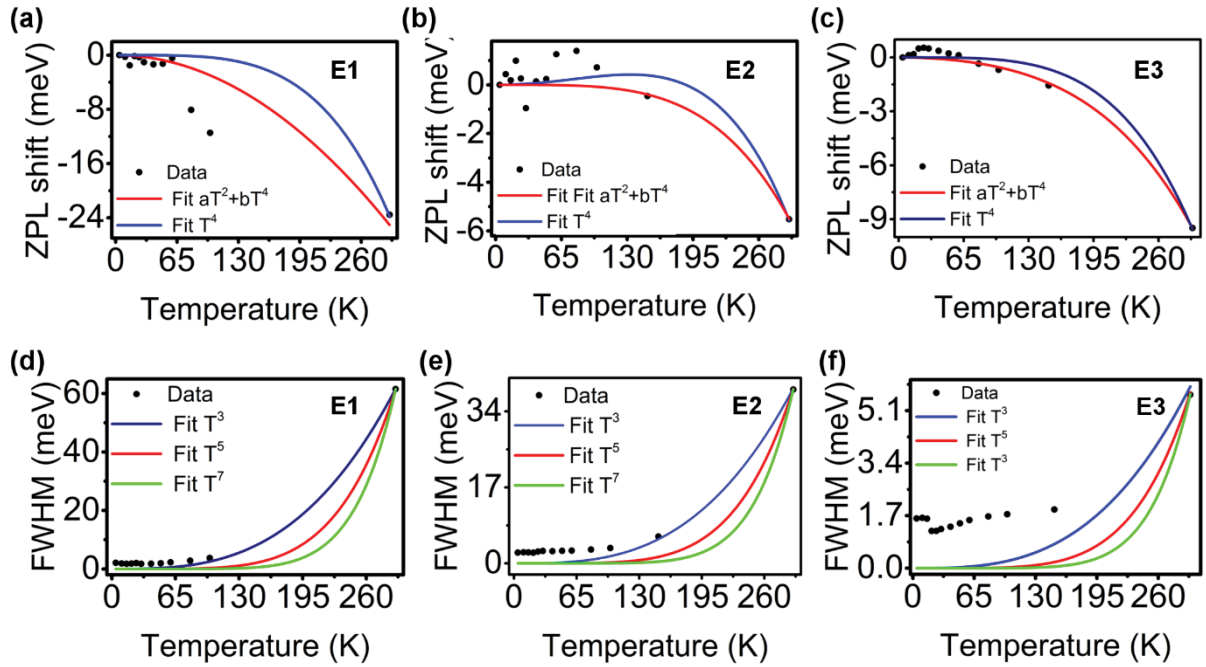 (a)
ZPL shift (meV)
0
-8
-16
-24
E1
Data
Fit aT²+bT⁴
Fit T⁴
0 65 130 195 260
Temperature (K)
(b)
ZPL shift (meV)
2
0
-2
-4
-6
E2
Data
Fit Fit aT²+bT⁴
Fit T⁴
0 65 130 195 260
Temperature (K)
(c)
ZPL shift (meV)
0
-3
-6
-9
E3
Data
Fit aT²+bT⁴
Fit T⁴
0 65 130 195 260
Temperature (K)
(d)
FWHM (meV)
60
40
20
0
Data
E1
Fit T³
Fit T⁵
Fit T⁷
0 65 130 195 260
Temperature (K)
(e)
FWHM (meV)
34
17
0
Data
E2
Fit T³
Fit T⁵
Fit T⁷
0 65 130 195 260
Temperature (K)
(f)
FWHM (meV)
5.1
3.4
1.7
0.0
Data
E3
Fit T³
Fit T⁵
Fit T³
0 65 130 195 260
Temperature (K)